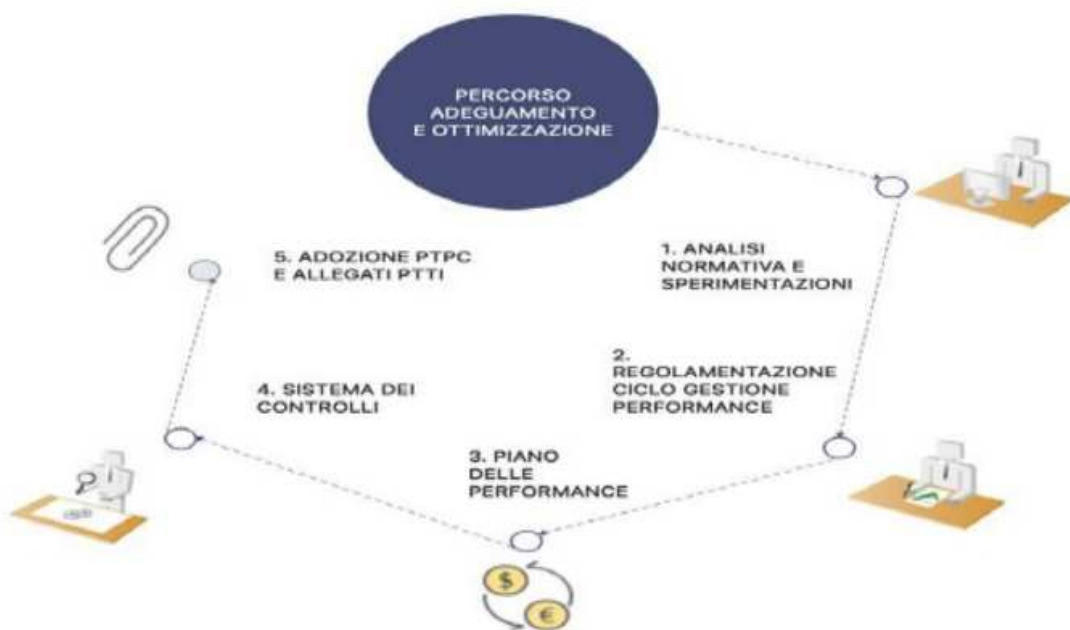 PERCORSO
ADEGUAMENTO
E OTTIMIZZAZIONE
1. ANALISI
NORMATIVA E
SPERIMENTAZIONI
2.
REGOLAMENTAZIONE
CICLO GESTIONE
PERFORMANCE
3. PIANO
DELLE
PERFORMANCE
4. SISTEMA DEI
CONTROLLI
5. ADOZIONE PTPC
E ALLEGATI PTTI
$
€